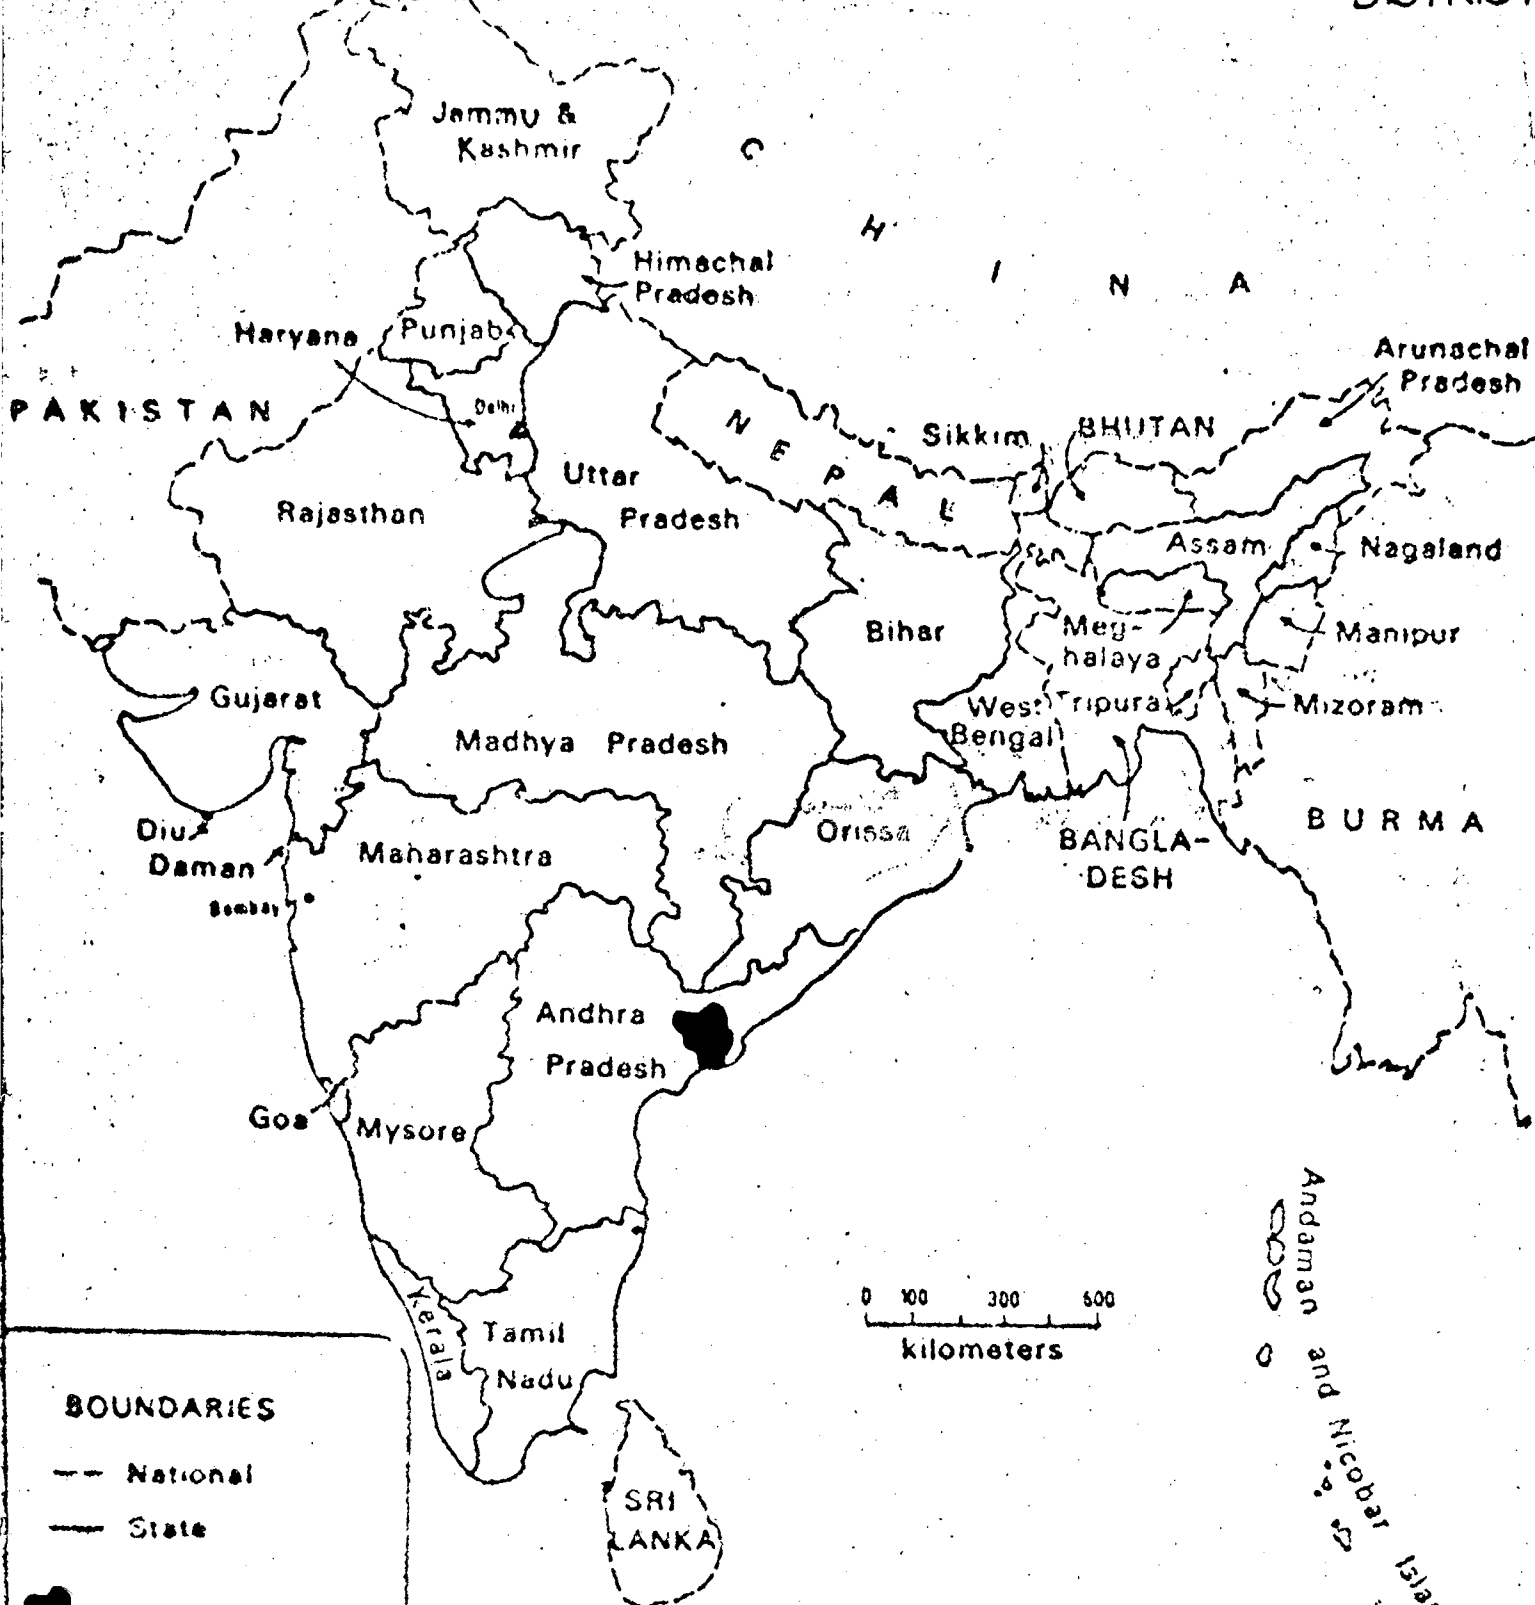 Jammu &
Kashmir
C H I N A
Himachal
Pradesh
Haryana
Punjab
Arunachal
Pradesh
PAKISTAN
Delhi
NEPAL
Sikkim
BHUTAN
Uttar
Pradesh
Rajasthan
Assam
Nagaland
Bihar
Meg-
halaya
Manipur
Gujarat
West
Bengal
Tripura
Mizoram
Madhya Pradesh
Diu
Daman
Maharashtra
Orissa
BANGLA-
DESH
BURMA
Bombay
Andhra
Pradesh
Goa
Mysore
Andaman and Nicobar
Kerala
Tamil
Nadu
0 100 300 500
kilometers
BOUNDARIES
National
State
SRI
LANKA